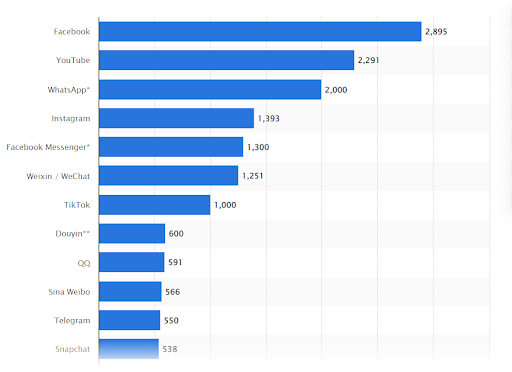 Facebook 2,895
YouTube 2,291
WhatsApp* 2,000
Instagram 1,393
Facebook Messenger* 1,300
Weixin / WeChat 1,251
TikTok 1,000
Douyin** 600
QQ 591
Sina Weibo 566
Telegram 550
Snapchat 538